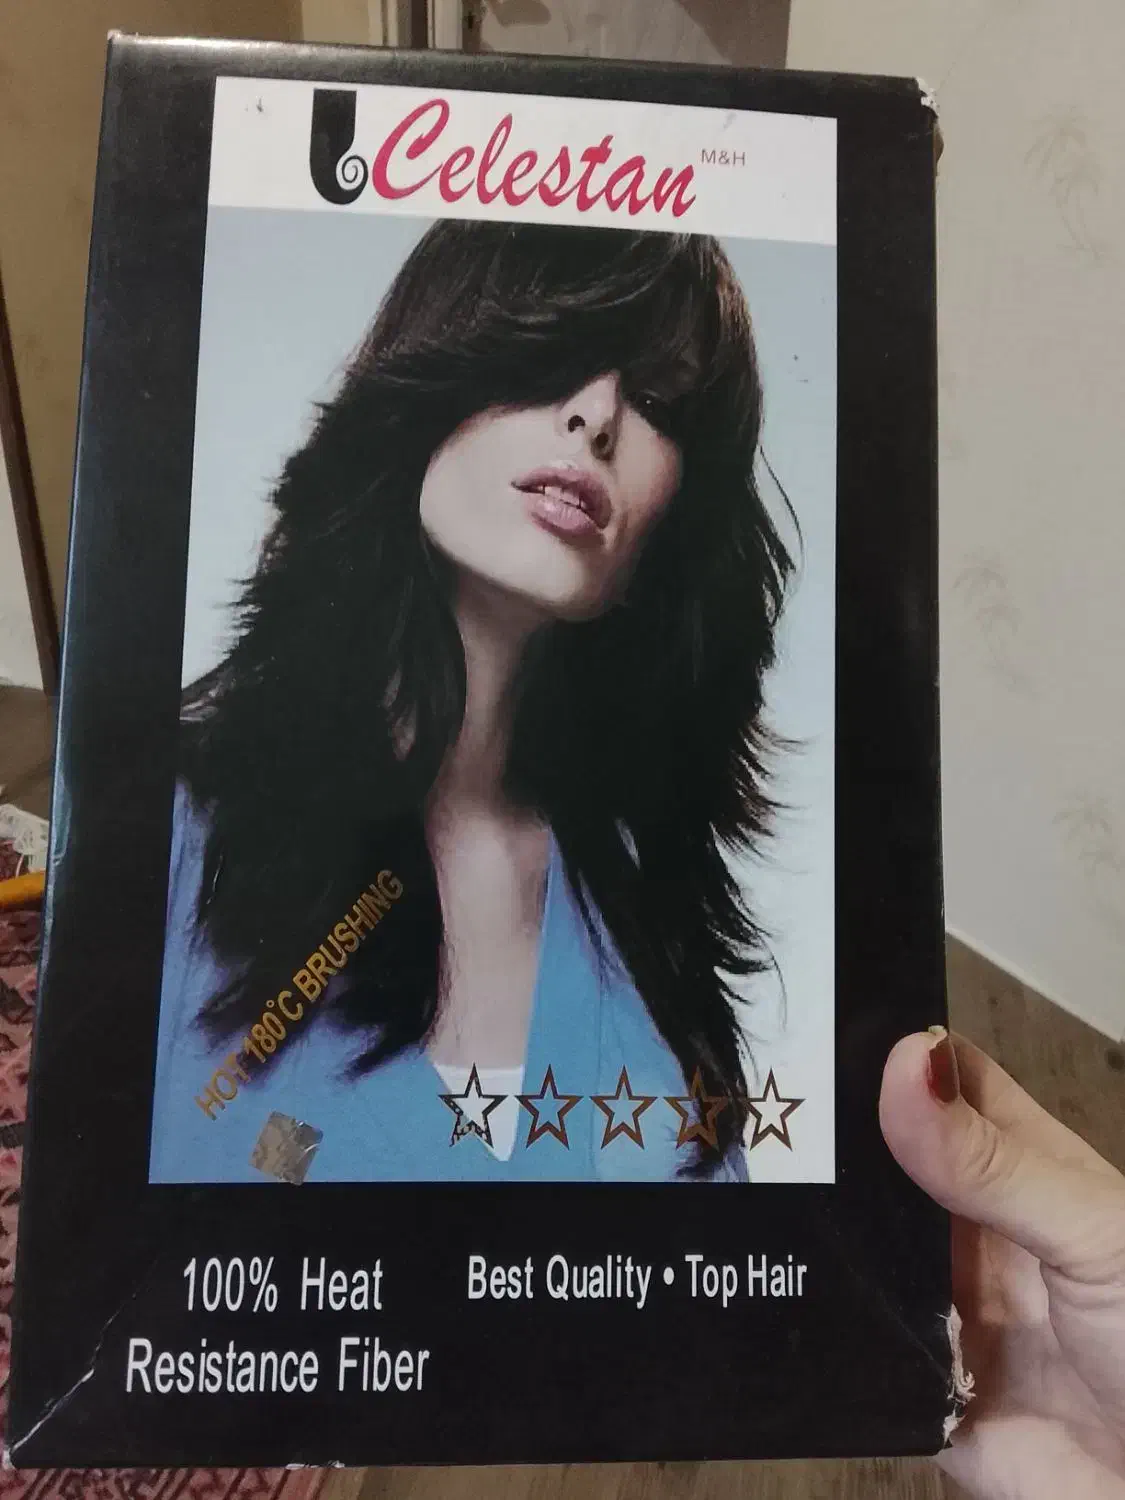 Celestan M&H
HOT 180°C BRUSHING
100% Heat
Resistance Fiber
Best Quality • Top Hair